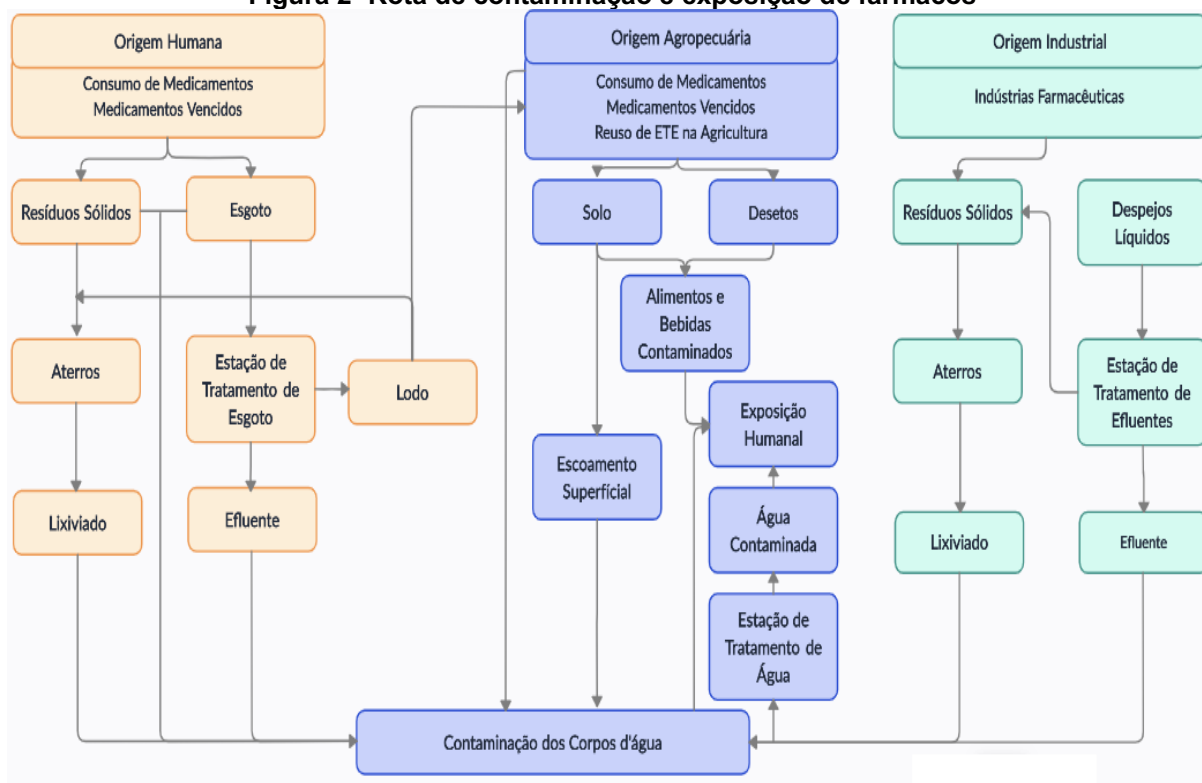 Figura 2- Rota de contaminação e exposição de fármacos
Origem Humana
Consumo de Medicamentos
Medicamentos Vencidos
Origem Agropecuária
Consumo de Medicamentos
Medicamentos Vencidos
Reuso de ETE na Agricultura
Origem Industrial
Indústrias Farmacêuticas
Resíduos Sólidos
Esgoto
Solo
Desetos
Resíduos Sólidos
Despejos
Líquidos
Alimentos e
Bebidas
Contaminados
Aterros
Estação de
Tratamento de
Esgoto
Lodo
Exposição
Humanal
Aterros
Estação de
Tratamento de
Efluentes
Escoamento
Superfícial
Lixiviado
Efluente
Água
Contaminada
Lixiviado
Efluente
Estação de
Tratamento de
Água
Contaminação dos Corpos d'água